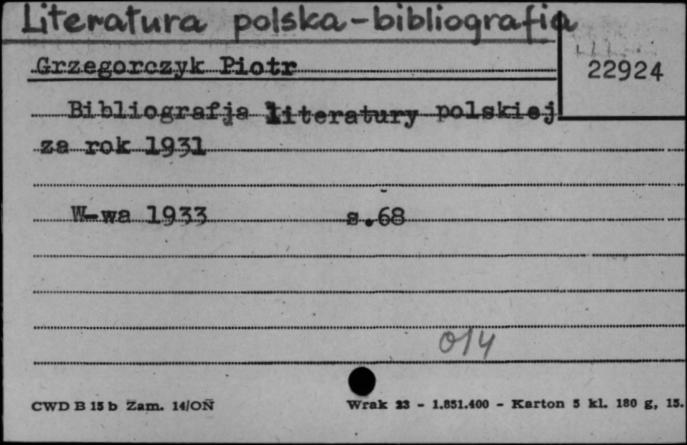 Literatura polska-bibliografia
Grzegorczyk Piotr
22924
Bibliografja literatury polskiej
za rok 1931
W-wa 1933 s.68
014
CWD B 15 b Zam. 14/OŃ Wrak 23 - 1.851.400 - Karton 5 kl. 180 g, 15.